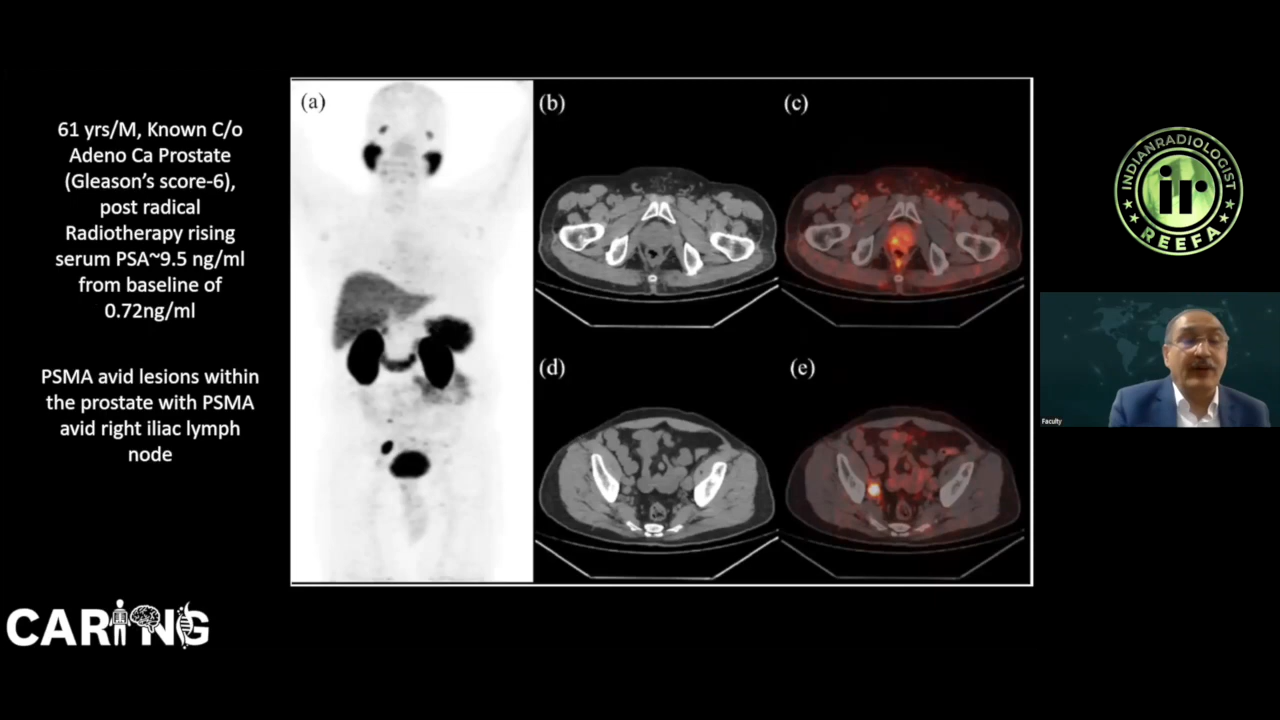 61 yrs/M, Known C/o
Adeno Ca Prostate
(Gleason's score-6),
post radical
Radiotherapy rising
serum PSA~9.5 ng/ml
from baseline of
0.72ng/ml
PSMA avid lesions within
the prostate with PSMA
avid right iliac lymph
node
(a)
(b)
(c)
(d)
(e)
INDIANRADIOLOGIST
ir
REEFA
Faculty
CARING